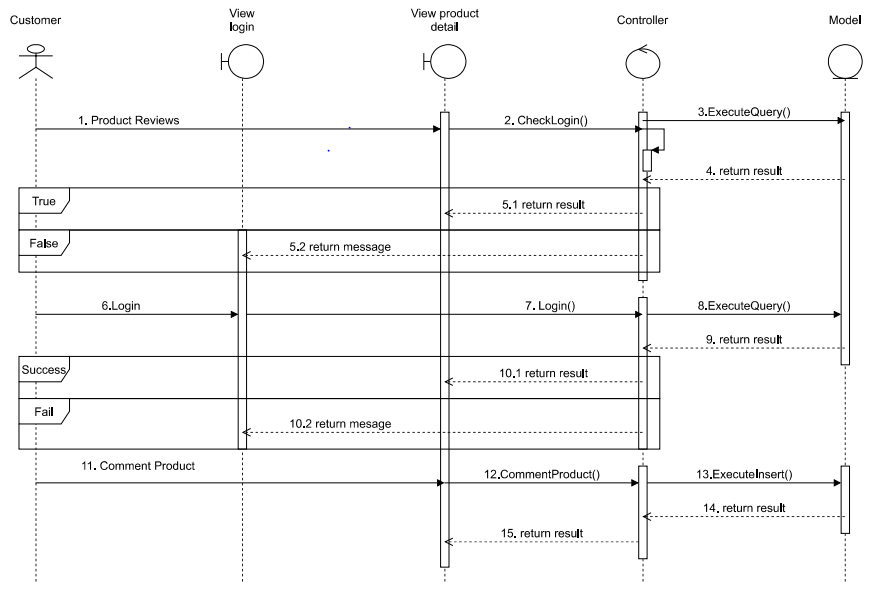 Customer
View
login
View product
detail
Controller
Model
1. Product Reviews
2. CheckLogin()
3.ExecuteQuery()
4. return result
True
5.1 return result
False
5.2 return message
6.Login
7. Login()
8.ExecuteQuery()
9. return result
Success
10.1 return result
Fail
10.2 return mesage
11. Comment Product
12.CommentProduct()
13.ExecuteInsert()
14. return result
15. return result